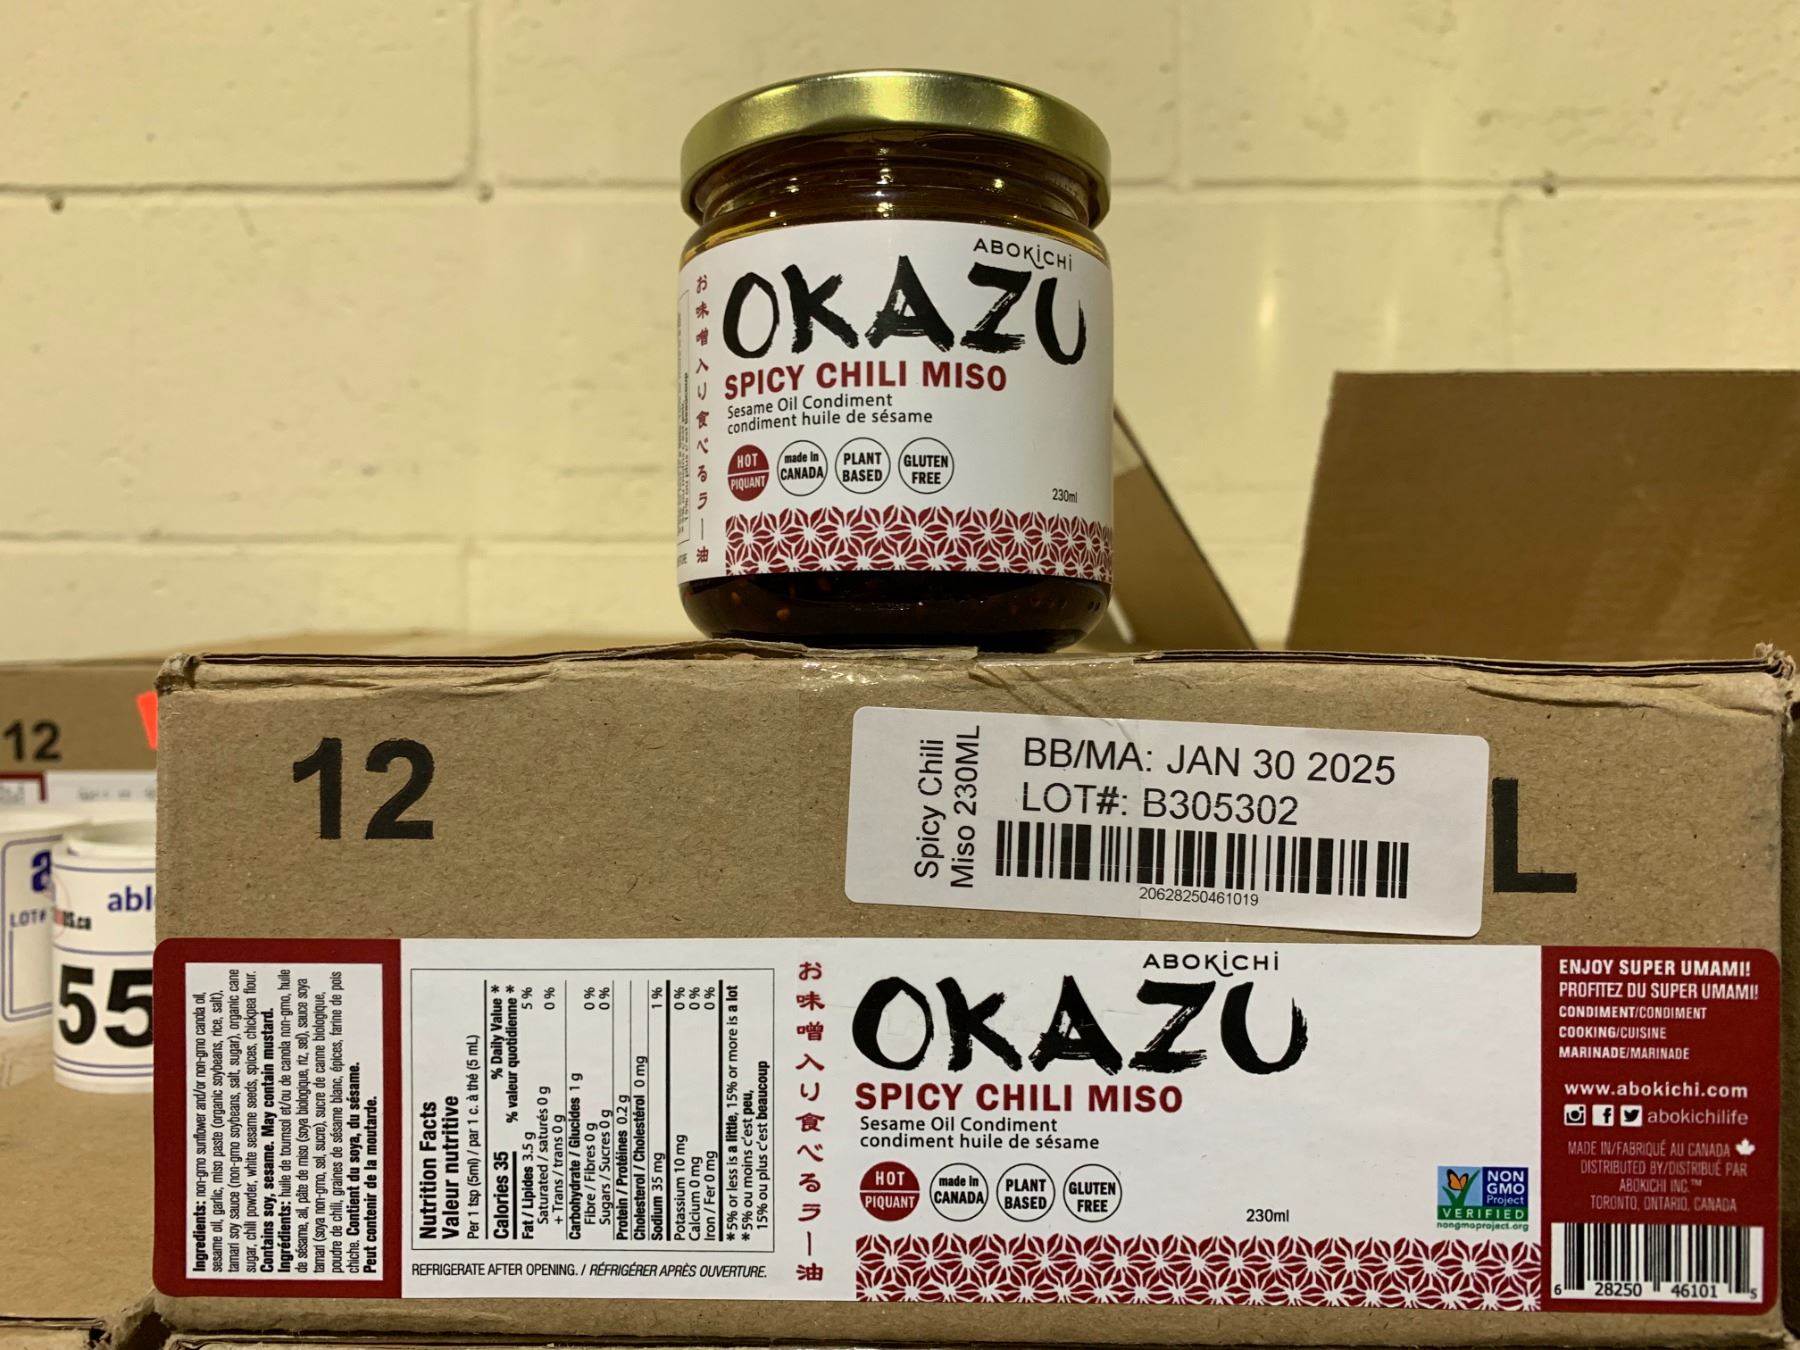 ABOKiCHi
OKAZU
SPICY CHILI MISO
Sesame Oil Condiment
condiment huile de sésame
お味噌入り食べるラー油
HOT
PIQUANT
made in
CANADA
PLANT
BASED
GLUTEN
FREE
230ml
12
12
L
Spicy Chili
Miso 230ML
BB/MA: JAN 30 2025
LOT#: B305302
20628250461019
abl
LOT#
55
Ingredients: non-gmo sunflower and/or non-gmo canola oil,
sesame oil, garlic, miso paste (organic soybeans, rice, salt),
tamari soy sauce (non-gmo soybeans, salt, sugar), organic cane
sugar, chili powder, white sesame seeds, spices, chickpea flour.
Contains soy, sesame. May contain mustard.
Ingrédients: huile de tournsol et/ou de canola non-gmo, huile
de sésame, ail, pâte de miso (soya biologique, riz, sel), sauce soya
tamari (soya non-gmo, sel, sucre), sucre de canne biologique,
poudre de chili, graines de sésame blanc, épices, farine de pois
chiche. Contient du soya, du sésame.
Peut contenir de la moutarde.
Nutrition Facts
Valeur nutritive
Per 1 tsp (5ml) / par 1 c. à thé (5 mL)
Calories 35
% Daily Value *
% valeur quotidienne *
Fat / Lipides 3.5 g 5 %
Saturated / saturés 0 g
+ Trans / trans 0 g 0 %
Carbohydrate / Glucides 1 g
Fibre / Fibres 0 g 0 %
Sugars / Sucres 0 g 0 %
Protein / Protéines 0.2 g
Cholesterol / Cholestérol 0 mg
Sodium 35 mg 1 %
Potassium 10 mg 0 %
Calcium 0 mg 0 %
Iron / Fer 0 mg 0 %
*5% or less is a little, 15% or more is a lot
*5% ou moins c'est peu,
15% ou plus c'est beaucoup
REFRIGERATE AFTER OPENING. / RÉFRIGÉRER APRÈS OUVERTURE.
お味噌入り食べるラー油
ABOKiCHi
OKAZU
SPICY CHILI MISO
Sesame Oil Condiment
condiment huile de sésame
HOT
PIQUANT
made in
CANADA
PLANT
BASED
GLUTEN
FREE
230ml
NON
GMO
Project
VERIFIED
nongmoproject.org
ENJOY SUPER UMAMI!
PROFITEZ DU SUPER UMAMI!
CONDIMENT/CONDIMENT
COOKING/CUISINE
MARINADE/MARINADE
www.abokichi.com
abokichilife
MADE IN/FABRIQUÉ AU CANADA
DISTRIBUTED BY/DISTRIBUÉ PAR
ABOKICHI INC.™
TORONTO, ONTARIO, CANADA
6 28250 46101 5